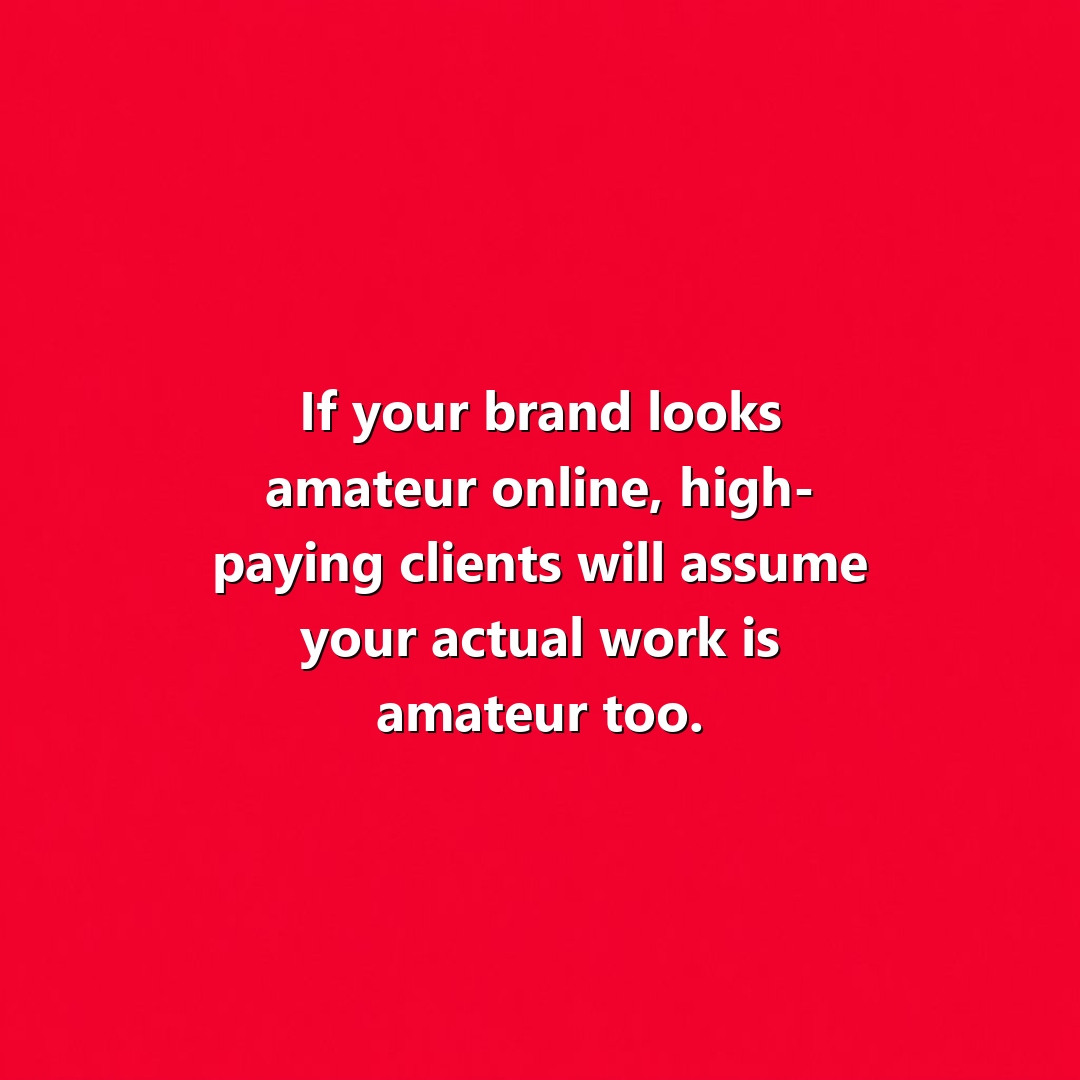 If your brand looks
amateur online, high-
paying clients will assume
your actual work is
amateur too.